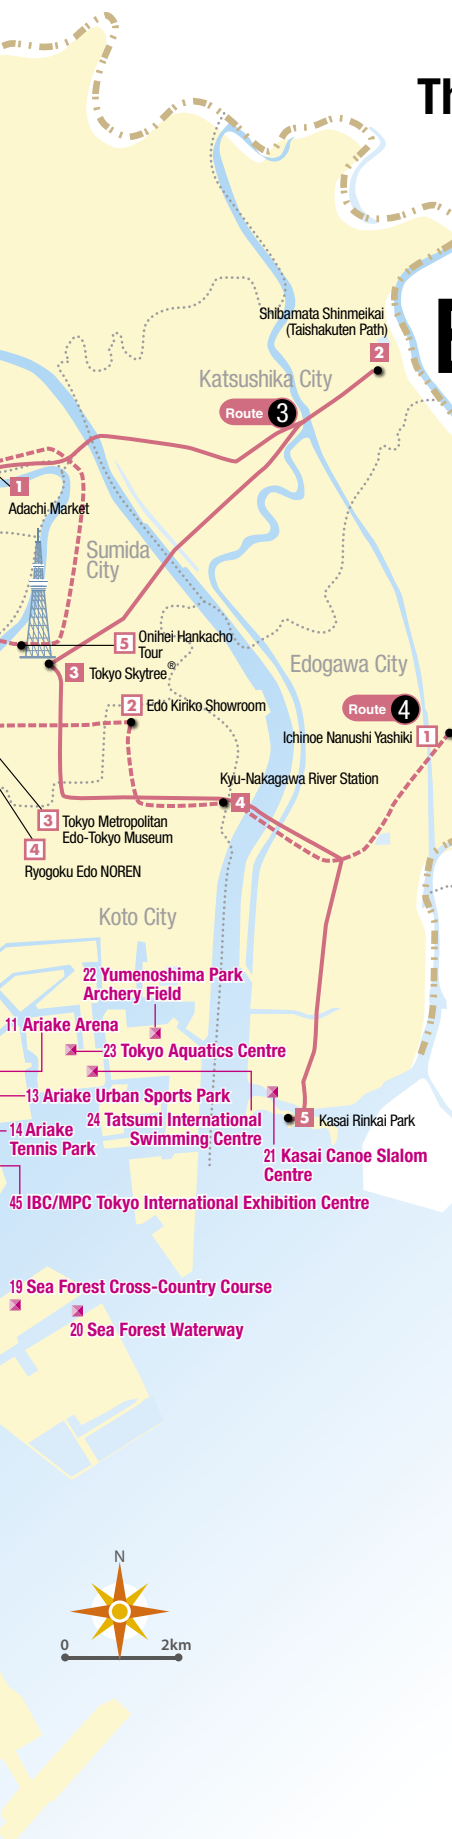 Th
E
Shibamata Shinmeikai
(Taishakuten Path)
2
Katsushika City
Route 3
1
Adachi Market
Sumida
City
5 Onihei Hankacho
Tour
3 Tokyo Skytree®
Edogawa City
2 Edo Kiriko Showroom
Route 4
Ichinoe Nanushi Yashiki 1
Kyu-Nakagawa River Station
4
3 Tokyo Metropolitan
Edo-Tokyo Museum
4
Ryogoku Edo NOREN
Koto City
22 Yumenoshima Park
Archery Field
11 Ariake Arena
23 Tokyo Aquatics Centre
13 Ariake Urban Sports Park
24 Tatsumi International
Swimming Centre
5 Kasai Rinkai Park
14 Ariake
Tennis Park
21 Kasai Canoe Slalom
Centre
45 IBC/MPC Tokyo International Exhibition Centre
19 Sea Forest Cross-Country Course
20 Sea Forest Waterway
N
0 2km